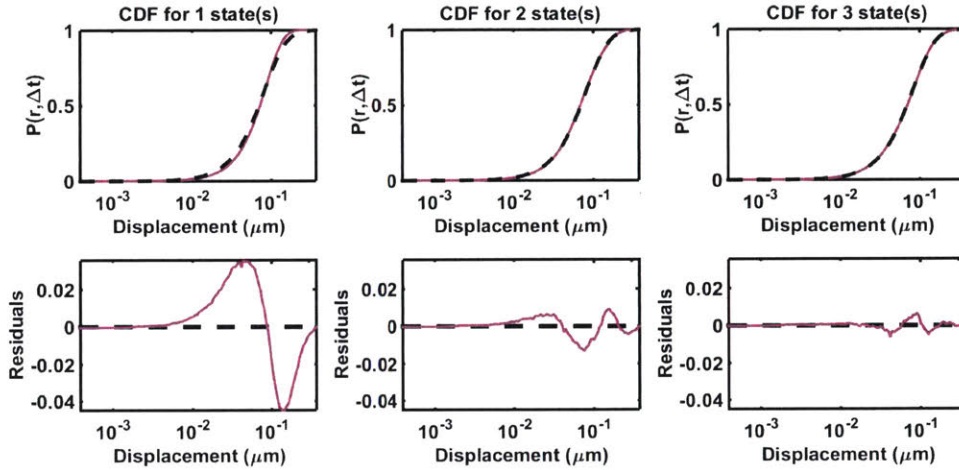 CDF for 1 state(s)
CDF for 2 state(s)
CDF for 3 state(s)
P(r,Δt)
1
0.5
0
10⁻³ 10⁻² 10⁻¹
Displacement (μm)
P(r,Δt)
1
0.5
0
10⁻³ 10⁻² 10⁻¹
Displacement (μm)
P(r,Δt)
1
0.5
0
10⁻³ 10⁻² 10⁻¹
Displacement (μm)
Residuals
0.02
0
-0.02
-0.04
10⁻³ 10⁻² 10⁻¹
Displacement (μm)
Residuals
0.02
0
-0.02
-0.04
10⁻³ 10⁻² 10⁻¹
Displacement (μm)
Residuals
0.02
0
-0.02
-0.04
10⁻³ 10⁻² 10⁻¹
Displacement (μm)